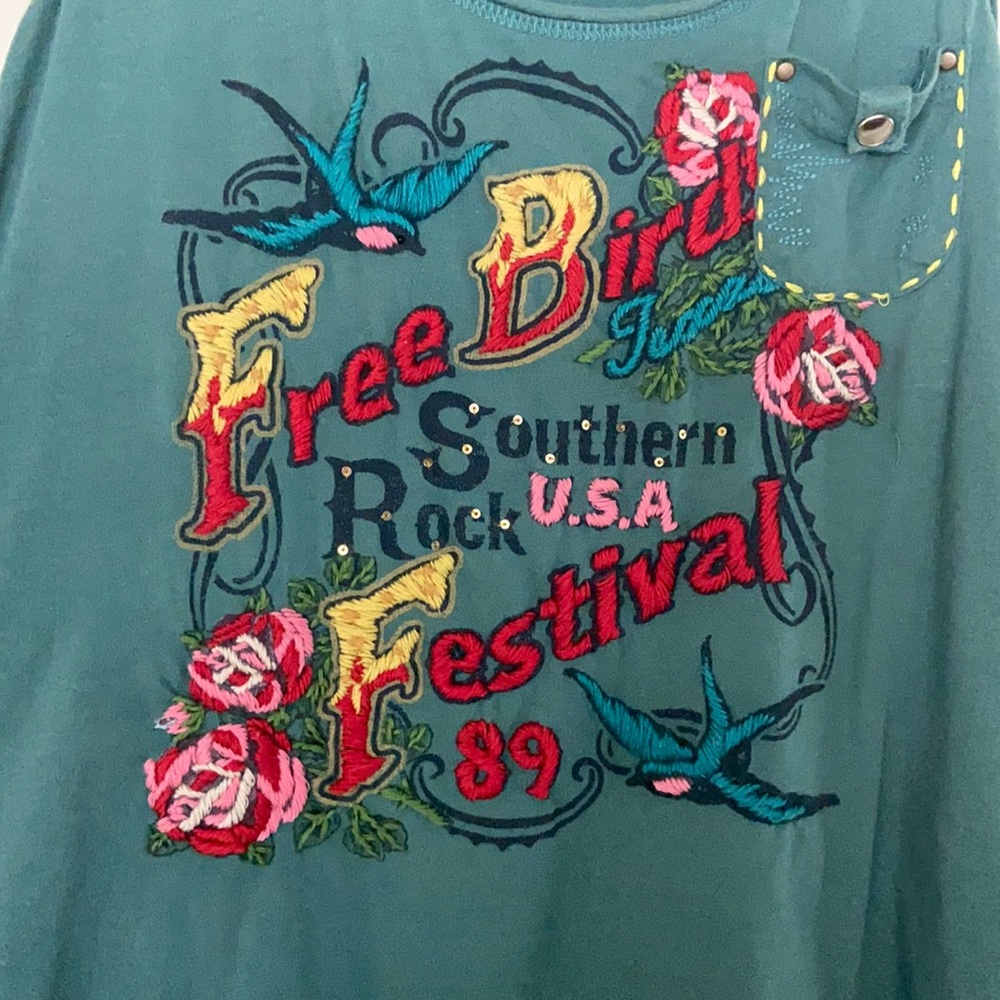 Free Bird
Southern
Rock U.S.A
Festival
89